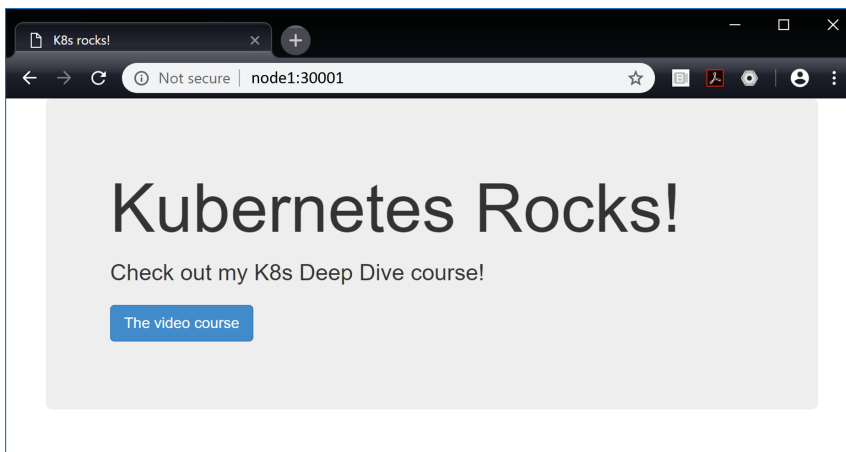 K8s rocks!
Not secure | node1:30001
Kubernetes Rocks!
Check out my K8s Deep Dive course!
The video course